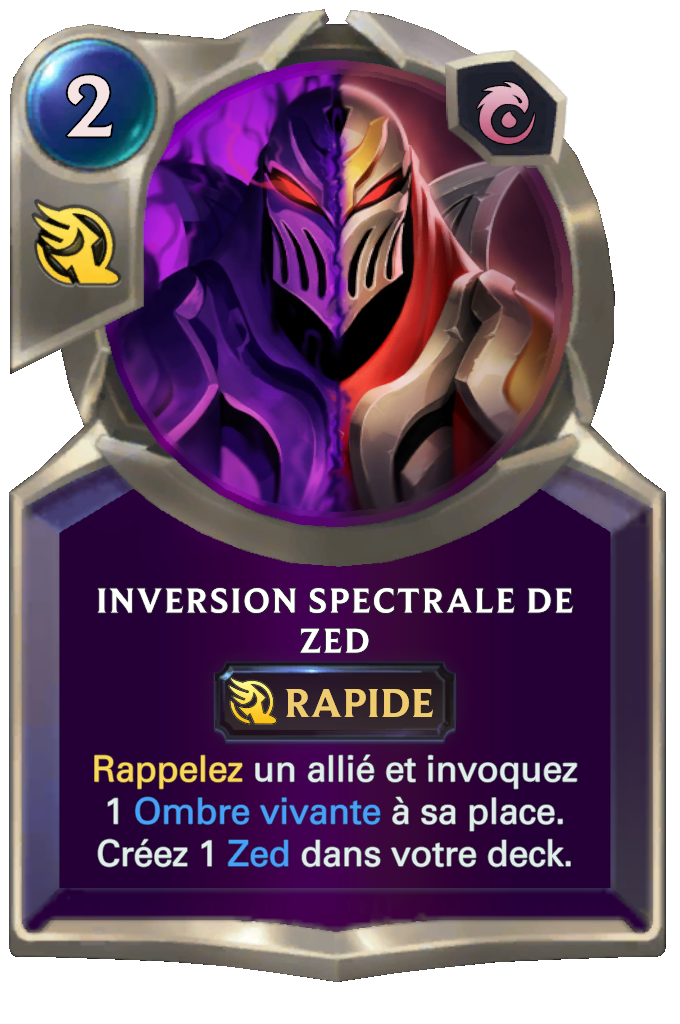 2
INVERSION SPECTRALE DE
ZED
RAPIDE
Rappelez un allié et invoquez
1 Ombre vivante à sa place.
Créez 1 Zed dans votre deck.